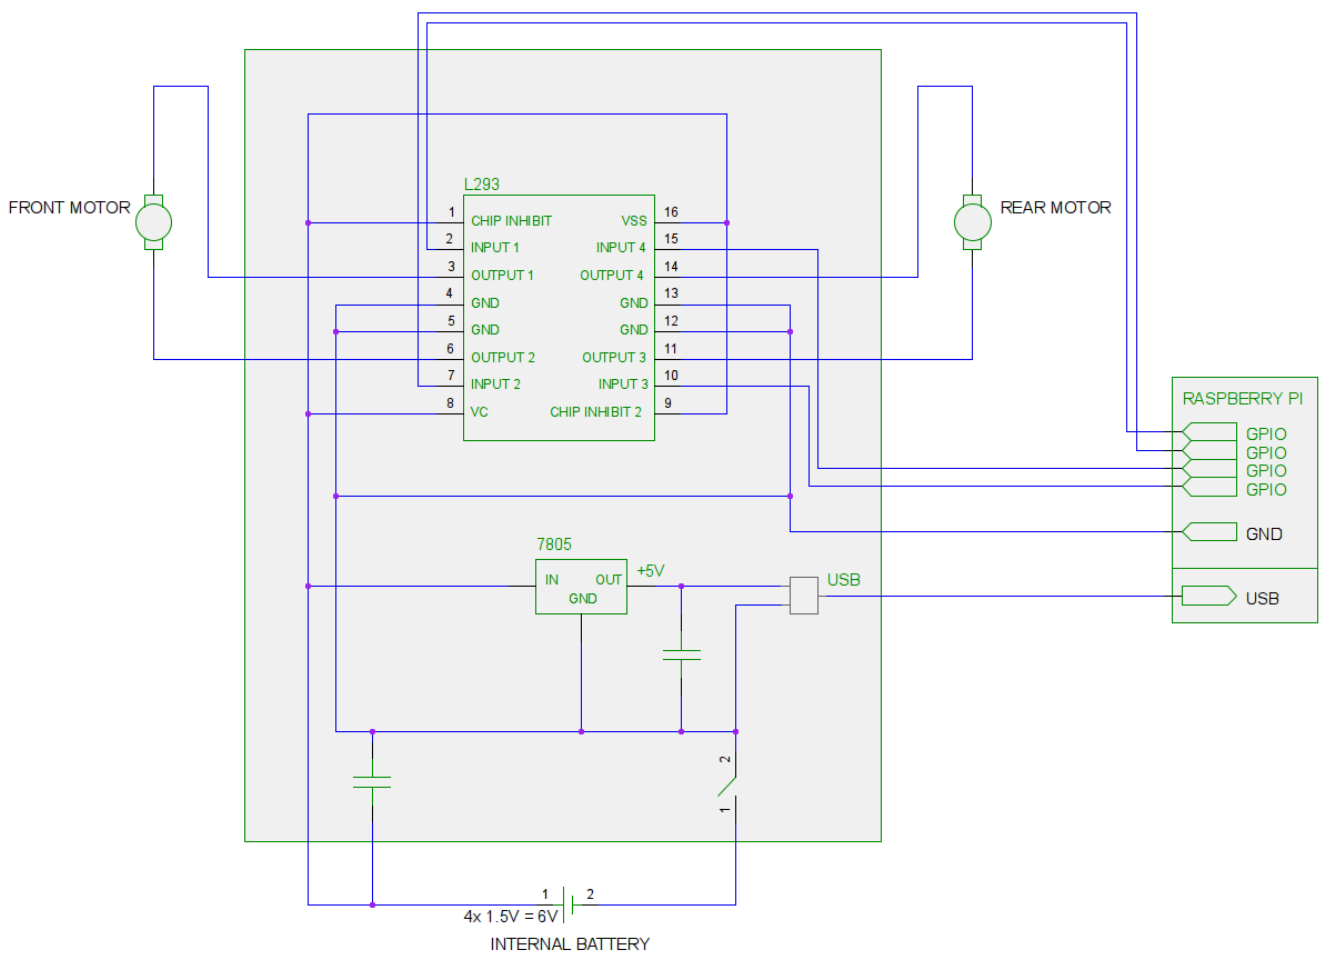 L293
FRONT MOTOR
REAR MOTOR
1 CHIP INHIBIT VSS 16
2 INPUT 1 INPUT 4 15
3 OUTPUT 1 OUTPUT 4 14
4 GND GND 13
5 GND GND 12
6 OUTPUT 2 OUTPUT 3 11
7 INPUT 2 INPUT 3 10
8 VC CHIP INHIBIT 2 9
RASPBERRY PI
GPIO
GPIO
GPIO
GPIO
GND
USB
7805
IN OUT
GND
+5V
USB
2
1
1 2
4x 1.5V = 6V
INTERNAL BATTERY